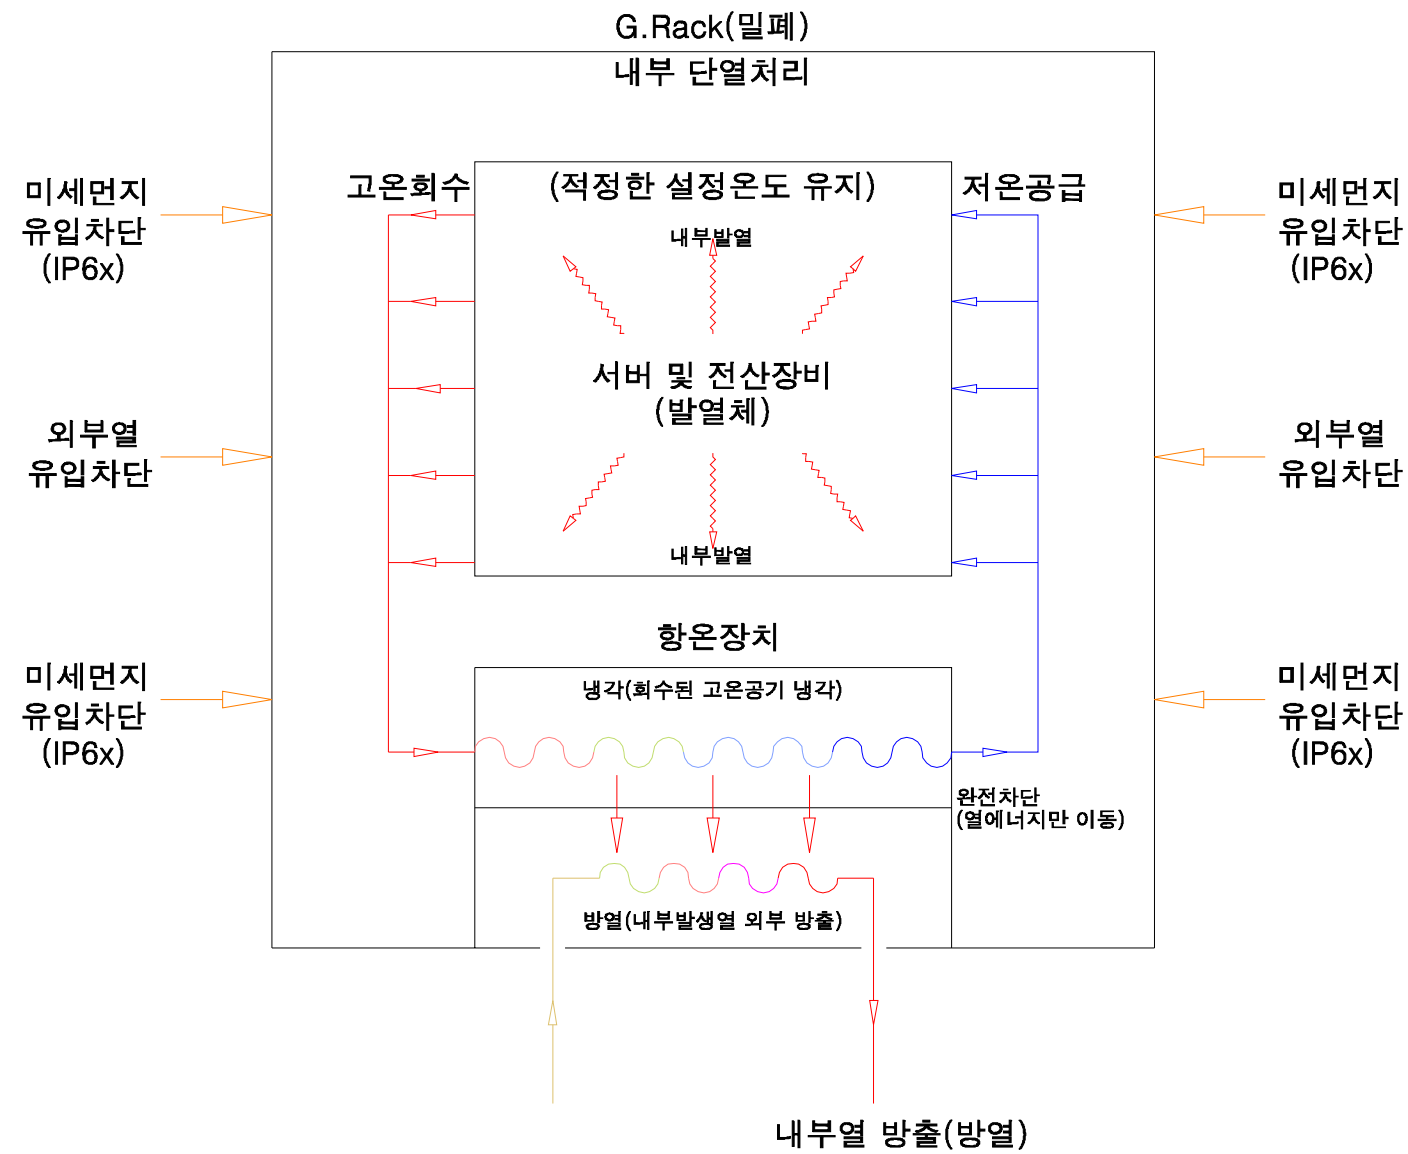 G.Rack(밀폐)
내부 단열처리
고온회수
(적정한 설정온도 유지)
저온공급
미세먼지
유입차단
(IP6x)
미세먼지
유입차단
(IP6x)
내부발열
서버 및 전산장비
(발열체)
외부열
유입차단
외부열
유입차단
내부발열
항온장치
미세먼지
유입차단
(IP6x)
미세먼지
유입차단
(IP6x)
냉각(회수된 고온공기 냉각)
완전차단
(열에너지만 이동)
방열(내부발생열 외부 방출)
내부열 방출(방열)